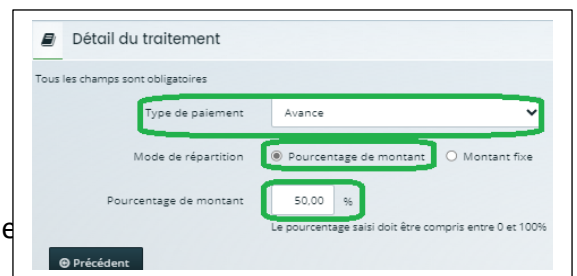 Détail du traitement
Tous les champs sont obligatoires
Type de paiement Avance
Mode de répartition Pourcentage de montant Montant fixe
Pourcentage de montant 50,00 %
Le pourcentage saisi doit être compris entre 0 et 100%
e
Précédent